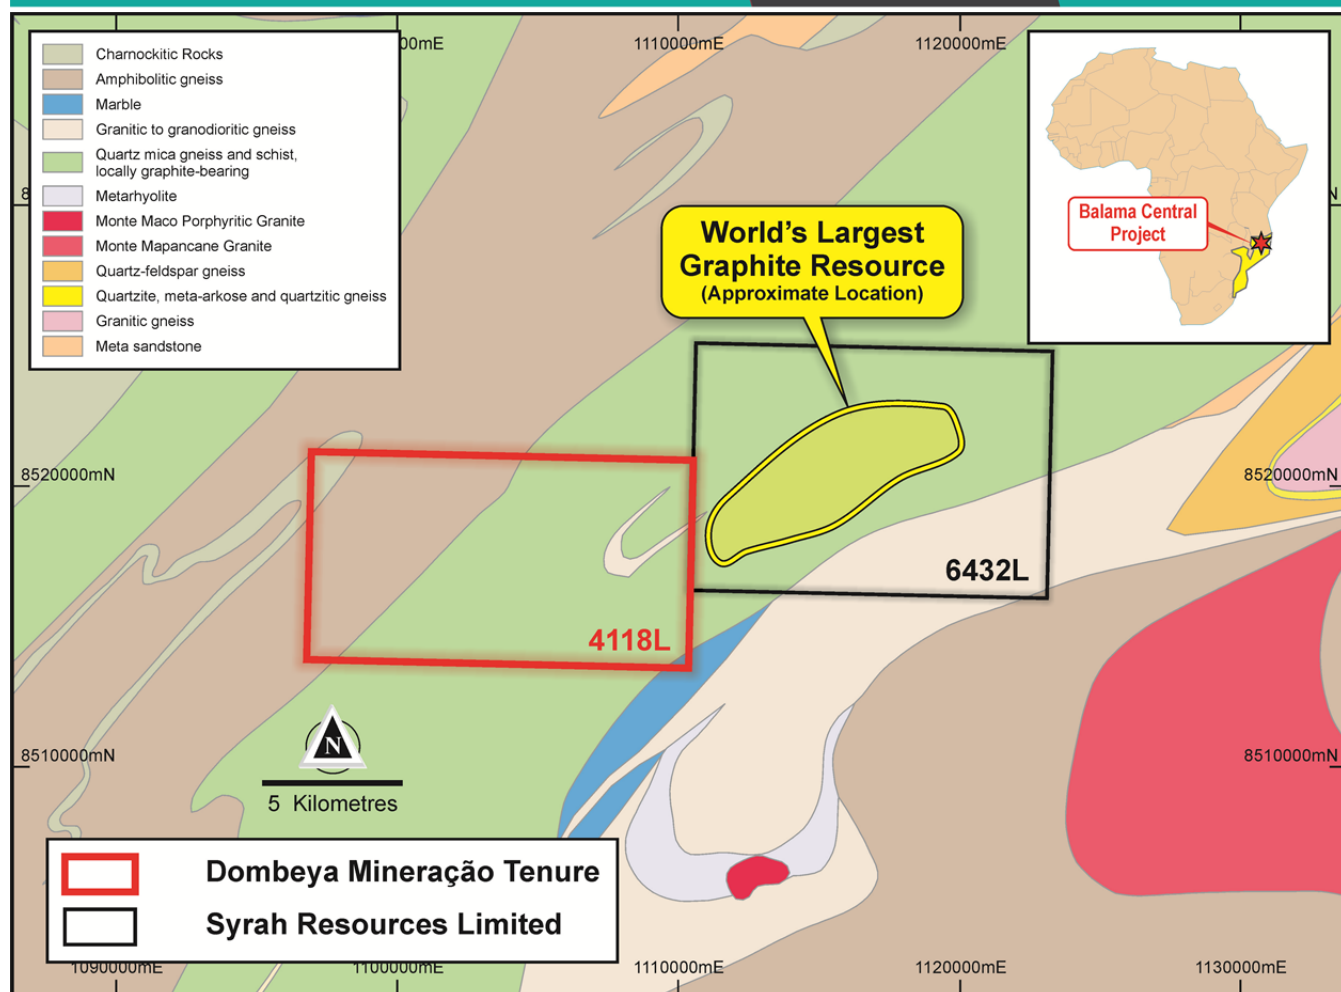 00mE
1110000mE
1120000mE
Charnockitic Rocks
Amphibolitic gneiss
Marble
Granitic to granodioritic gneiss
Quartz mica gneiss and schist,
locally graphite-bearing
Metarhyolite
Monte Maco Porphyritic Granite
Monte Mapancane Granite
Quartz-feldspar gneiss
Quartzite, meta-arkose and quartzitic gneiss
Granitic gneiss
Meta sandstone
8
N
Balama Central
Project
World's Largest
Graphite Resource
(Approximate Location)
8520000mN
8520000mN
6432L
4118L
N
5 Kilometres
8510000mN
8510000mN
Dombeya Mineração Tenure
Syrah Resources Limited
1090000mE
1100000mE
1110000mE
1120000mE
1130000mE